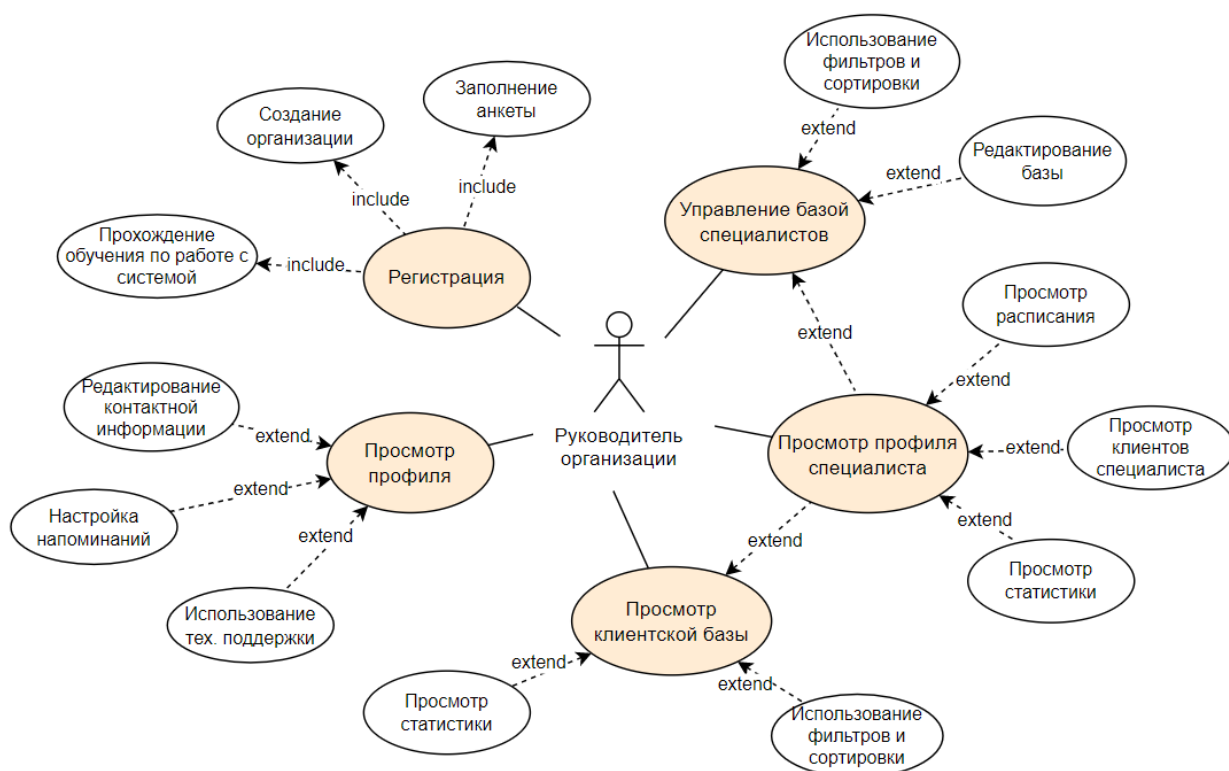 Использование
фильтров и
сортировки
Заполнение
анкеты
Создание
организации
extend
Редактирование
базы
extend
include
include
Управление базой
специалистов
Прохождение
обучения по работе с
системой
include
Регистрация
Просмотр
расписания
extend
extend
Редактирование
контактной
информации
extend
Просмотр
профиля
Руководитель
организации
Просмотр профиля
специалиста
extend
Просмотр
клиентов
специалиста
extend
Настройка
напоминаний
extend
extend
extend
Просмотр
статистики
Использование
тех. поддержки
Просмотр
клиентской базы
extend
extend
Просмотр
статистики
Использование
фильтров и
сортировки